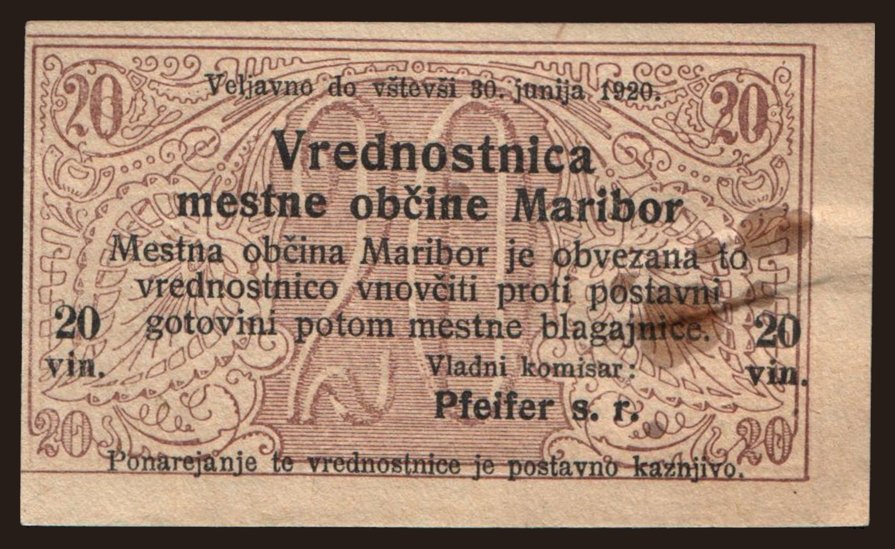 20
Veljavno do vštevši 30. junija 1920.
20
Vrednostnica
mestne občine Maribor
Mestna občina Maribor je obvezana to
vrednostnico vnovčiti proti postavni
gotovini potom mestne blagajnice.
20
vin.
20
vin.
Vladni komisar:
Pfeifer s. r.
20
20
20
Ponarejanje te vrednostnice je postavno kaznjivo.